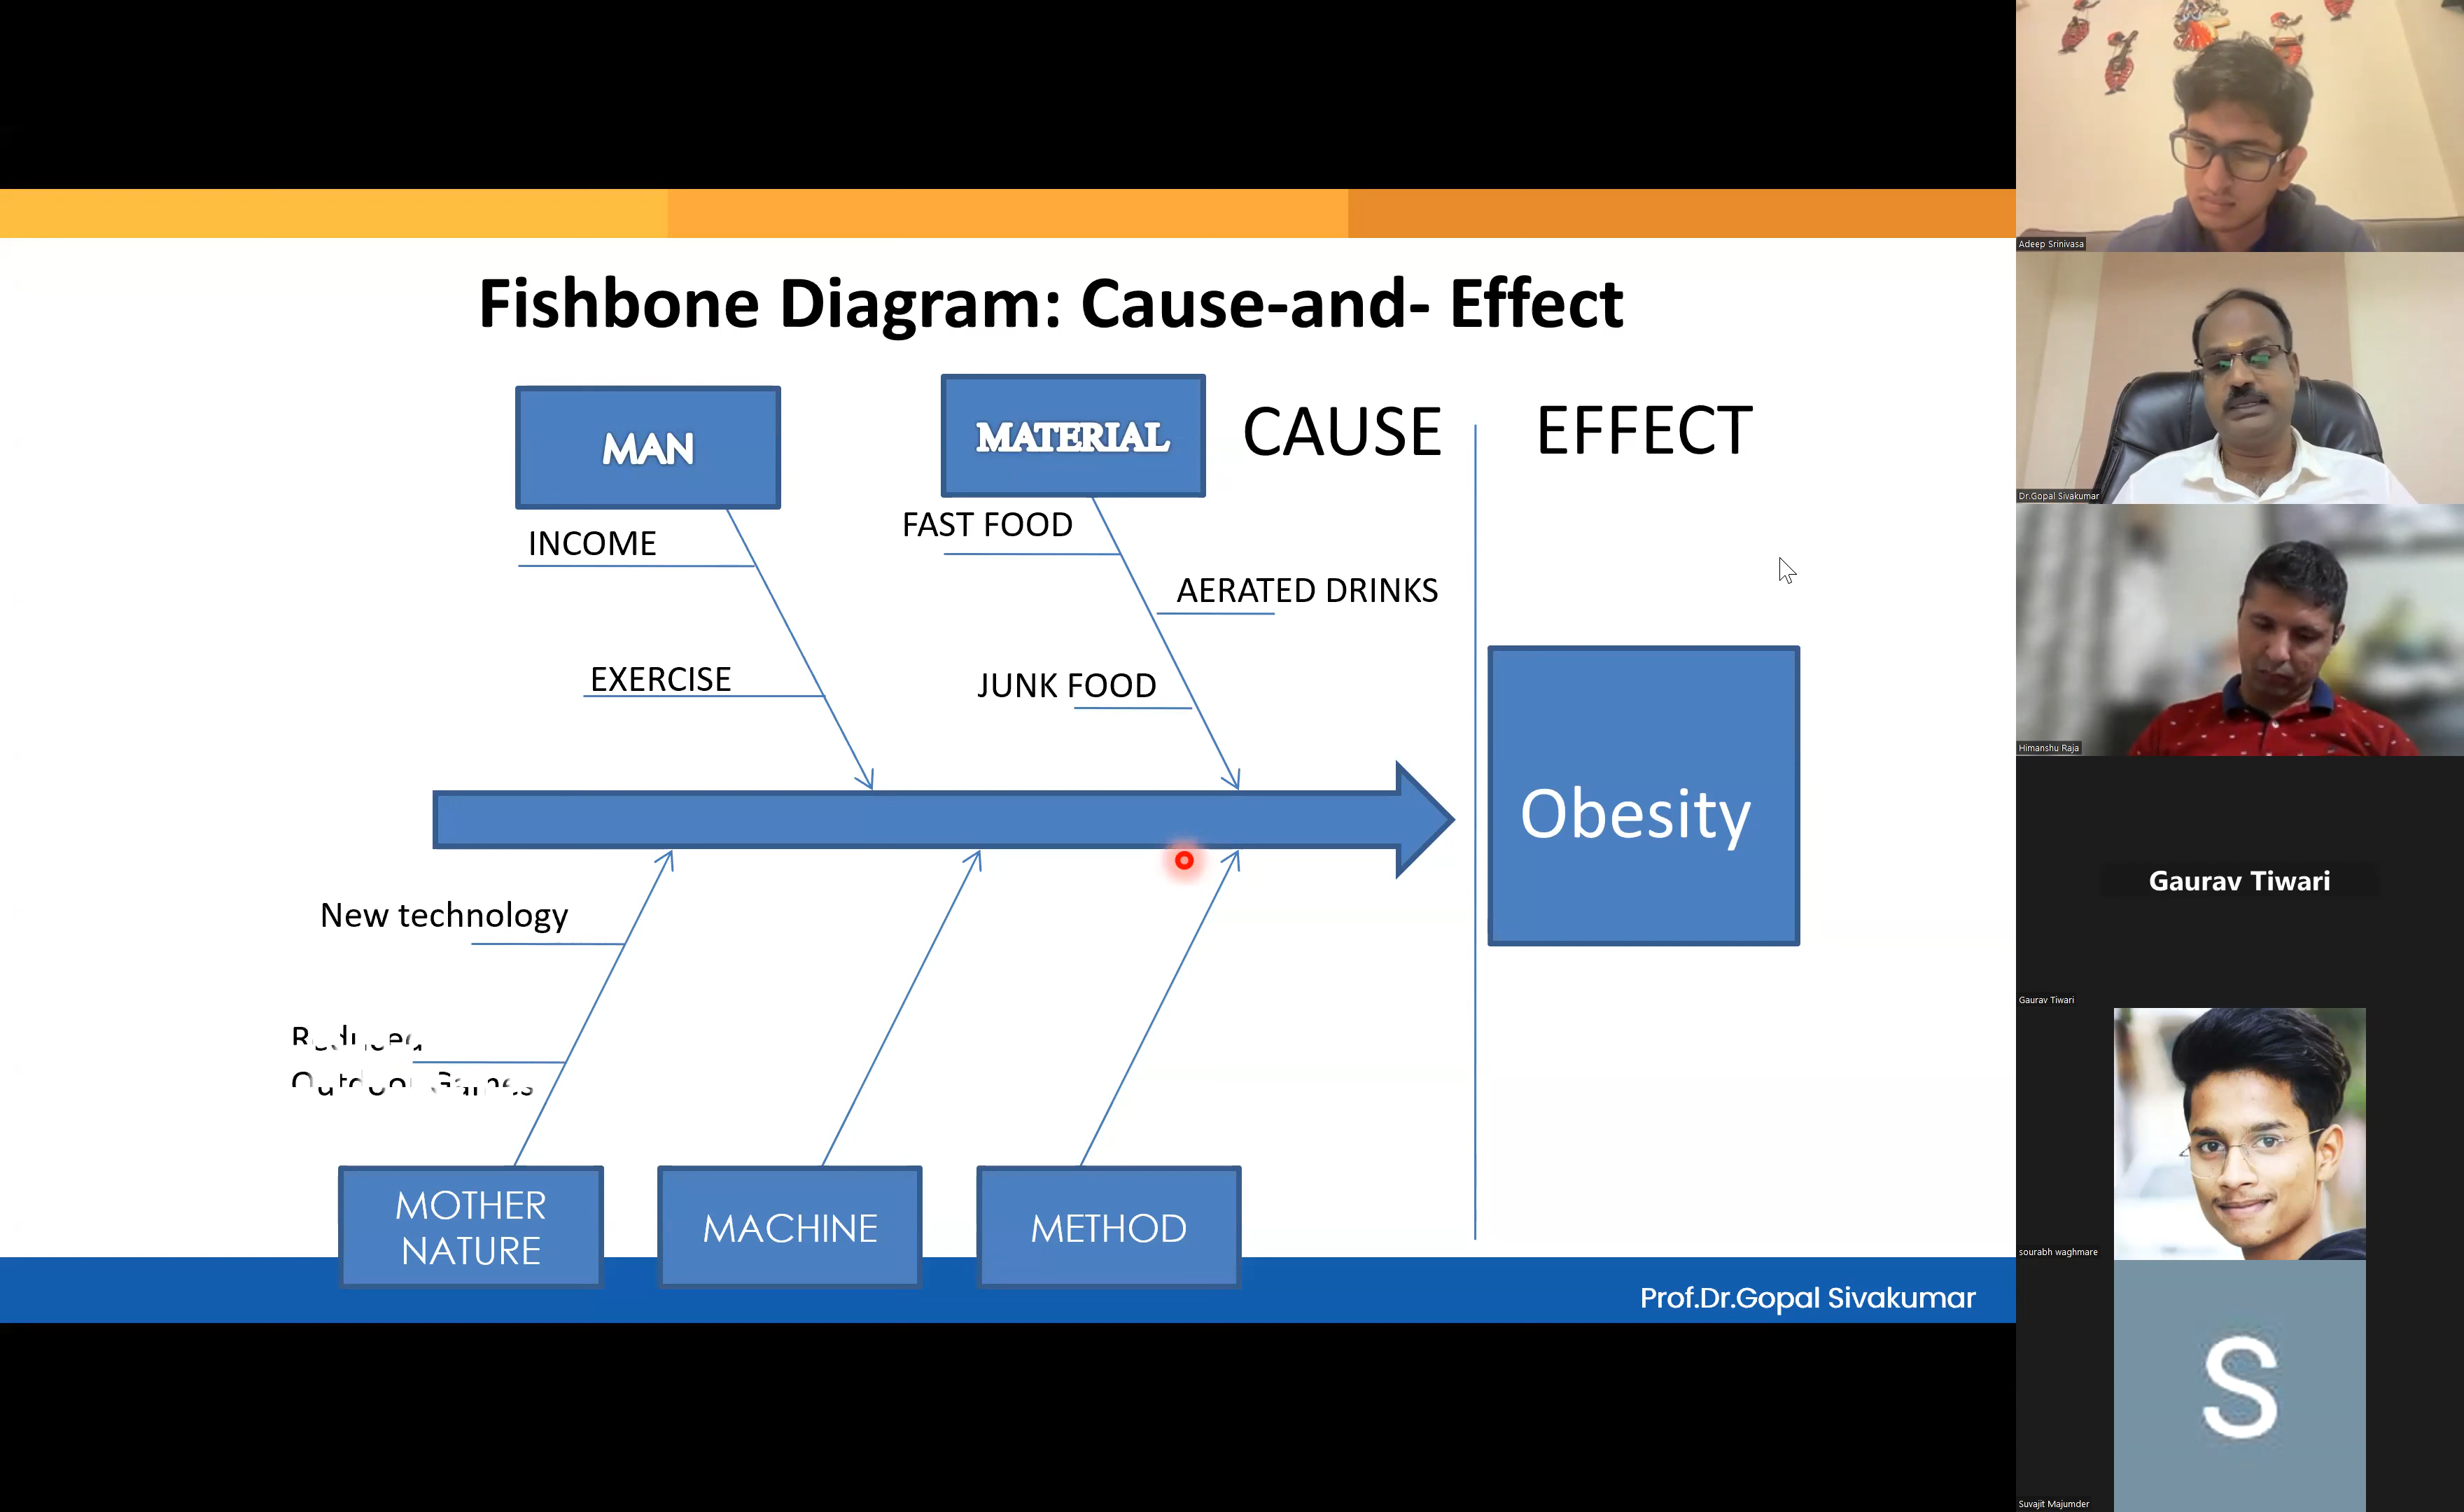 Fishbone Diagram: Cause-and- Effect
MAN
MATERIAL
CAUSE
EFFECT
INCOME
FAST FOOD
AERATED DRINKS
EXERCISE
JUNK FOOD
Obesity
New technology
Reduced
Outdoor Games
MOTHER
NATURE
MACHINE
METHOD
Prof.Dr.Gopal Sivakumar
Adeep Srinivasa
Dr.Gopal Sivakumar
Himanshu Raja
Gaurav Tiwari
Gaurav Tiwari
sourabh waghmare
S
Suvajit Majumder